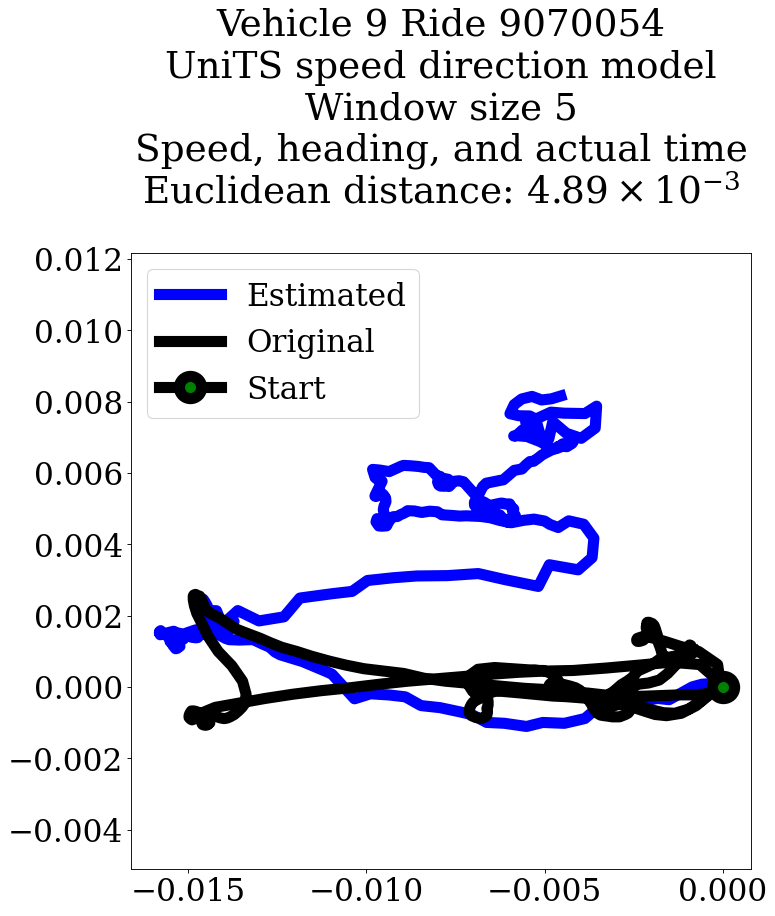 Vehicle 9 Ride 9070054
UniTS speed direction model
Window size 5
Speed, heading, and actual time
Euclidean distance: 4.89 × 10⁻³
0.012
0.010
0.008
0.006
0.004
0.002
0.000
−0.002
−0.004
Estimated
Original
Start
−0.015 −0.010 −0.005 0.000